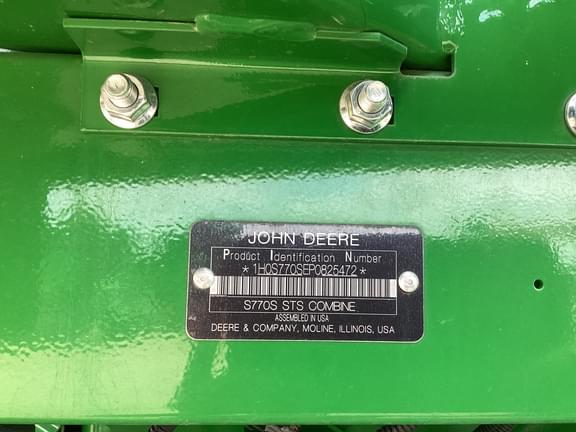 JOHN DEERE
Product Identification Number
*1H0S770SEP0825472*
S770S STS COMBINE
ASSEMBLED IN USA
DEERE & COMPANY, MOLINE, ILLINOIS, USA